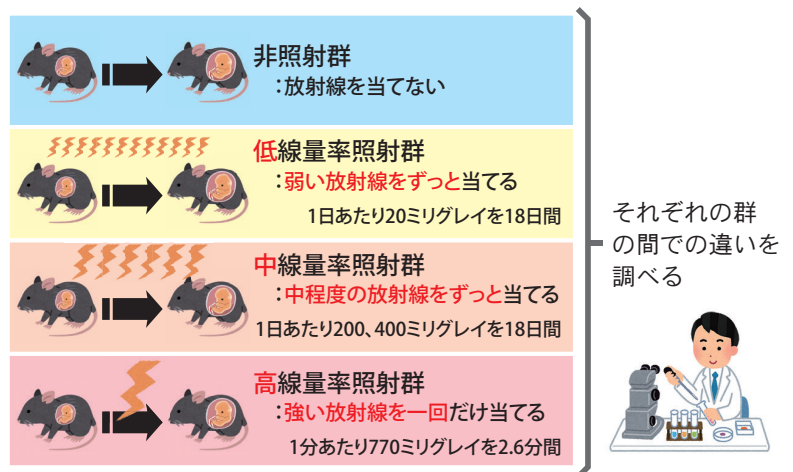 非照射群
：放射線を当てない
低線量率照射群
：弱い放射線をずっと当てる
1日あたり20ミリグレイを18日間
中線量率照射群
：中程度の放射線をずっと当てる
1日あたり200、400ミリグレイを18日間
高線量率照射群
：強い放射線を一回だけ当てる
1分あたり770ミリグレイを2.6分間
それぞれの群
の間での違いを
調べる